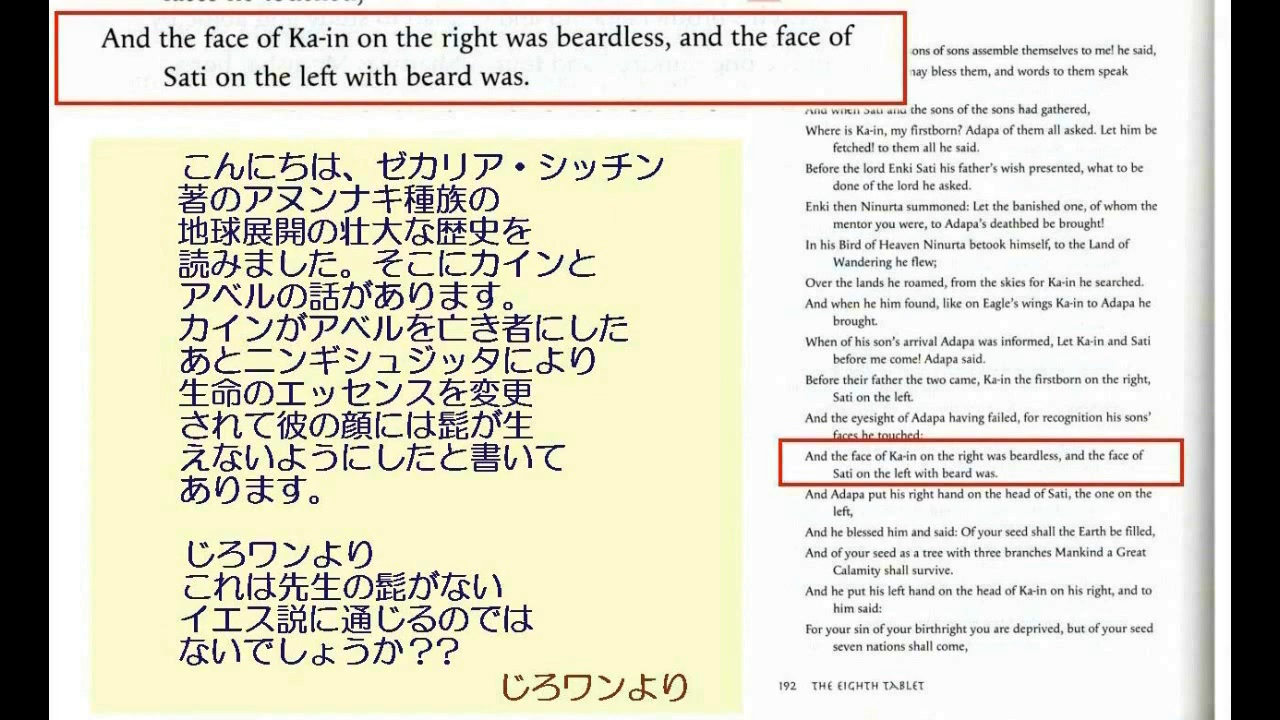 And the face of Ka-in on the right was beardless, and the face of
Sati on the left with beard was.
こんにちは、ゼカリア・シッチン
著のアヌンナキ種族の
地球展開の壮大な歴史を
読みました。そこにカインと
アベルの話があります。
カインがアベルを亡き者にした
あとニンギシュジッタにより
生命のエッセンスを変更
されて彼の顔には髭が生
えないようにしたと書いて
あります。
じろワンより
これは先生の髭がない
イエス説に通じるのでは
ないでしょうか??
じろワンより
ons of sons assemble themselves to me! he said,
may bless them, and words to them speak
And when Sati and the sons of the sons had gathered,
Where is Ka-in, my firstborn? Adapa of them all asked. Let him be
fetched! to them all he said.
Before the lord Enki Sati his father's wish presented, what to be
done of the lord he asked.
Enki then Ninurta summoned: Let the banished one, of whom the
mentor you were, to Adapa's deathbed be brought!
In his Bird of Heaven Ninurta betook himself, to the Land of
Wandering he flew;
Over the lands he roamed, from the skies for Ka-in he searched.
And when he him found, like on Eagle's wings Ka-in to Adapa he
brought.
When of his son's arrival Adapa was informed, Let Ka-in and Sati
before me come! Adapa said.
Before their father the two came, Ka-in the firstborn on the right,
Sati on the left.
And the eyesight of Adapa having failed, for recognition his sons'
faces he touched;
And the face of Ka-in on the right was beardless, and the face of
Sati on the left with beard was.
And Adapa put his right hand on the head of Sati, the one on the
left,
And he blessed him and said: Of your seed shall the Earth be filled,
And of your seed as a tree with three branches Mankind a Great
Calamity shall survive.
And he put his left hand on the head of Ka-in on his right, and to
him said:
For your sin of your birthright you are deprived, but of your seed
seven nations shall come,
192 THE EIGHTH TABLET